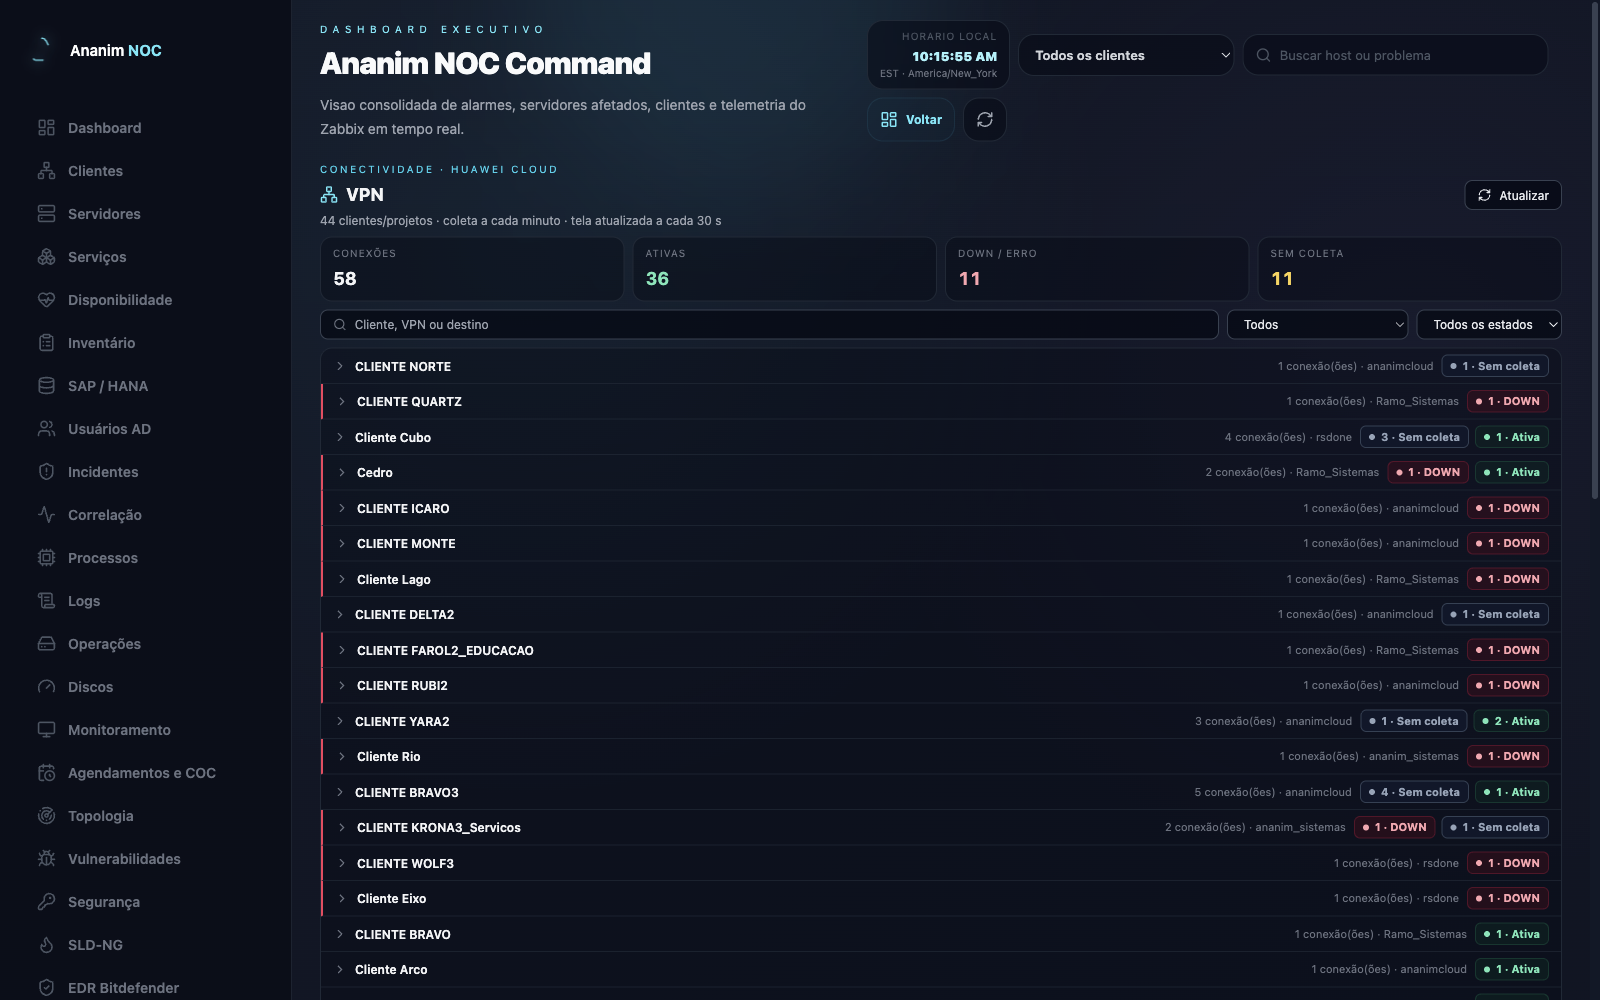 Ananim NOC
Dashboard
Clientes
Servidores
Serviços
Disponibilidade
Inventário
SAP / HANA
Usuários AD
Incidentes
Correlação
Processos
Logs
Operações
Discos
Monitoramento
Agendamentos e COC
Topologia
Vulnerabilidades
Segurança
SLD-NG
EDR Bitdefender
DASHBOARD EXECUTIVO
Ananim NOC Command
Visao consolidada de alarmes, servidores afetados, clientes e telemetria do
Zabbix em tempo real.
HORARIO LOCAL
10:15:55 AM
EST · America/New_York
Todos os clientes
Buscar host ou problema
Voltar
CONECTIVIDADE · HUAWEI CLOUD
VPN
44 clientes/projetos · coleta a cada minuto · tela atualizada a cada 30 s
Atualizar
CONEXÕES
58
ATIVAS
36
DOWN / ERRO
11
SEM COLETA
11
Cliente, VPN ou destino
Todos
Todos os estados
CLIENTE NORTE 1 conexão(ões) · ananimcloud 1 · Sem coleta
CLIENTE QUARTZ 1 conexão(ões) · Ramo_Sistemas 1 · DOWN
Cliente Cubo 4 conexão(ões) · rsdone 3 · Sem coleta 1 · Ativa
Cedro 2 conexão(ões) · Ramo_Sistemas 1 · DOWN 1 · Ativa
CLIENTE ICARO 1 conexão(ões) · ananimcloud 1 · DOWN
CLIENTE MONTE 1 conexão(ões) · ananimcloud 1 · DOWN
Cliente Lago 1 conexão(ões) · Ramo_Sistemas 1 · DOWN
CLIENTE DELTA2 1 conexão(ões) · ananimcloud 1 · Sem coleta
CLIENTE FAROL2_EDUCACAO 1 conexão(ões) · Ramo_Sistemas 1 · DOWN
CLIENTE RUBI2 1 conexão(ões) · ananimcloud 1 · DOWN
CLIENTE YARA2 3 conexão(ões) · ananimcloud 1 · Sem coleta 2 · Ativa
Cliente Rio 1 conexão(ões) · ananim_sistemas 1 · DOWN
CLIENTE BRAVO3 5 conexão(ões) · ananimcloud 4 · Sem coleta 1 · Ativa
CLIENTE KRONA3_Servicos 2 conexão(ões) · ananim_sistemas 1 · DOWN 1 · Sem coleta
CLIENTE WOLF3 1 conexão(ões) · rsdone 1 · DOWN
Cliente Eixo 1 conexão(ões) · rsdone 1 · DOWN
CLIENTE BRAVO 1 conexão(ões) · Ramo_Sistemas 1 · Ativa
Cliente Arco 1 conexão(ões) · ananimcloud 1 · Ativa